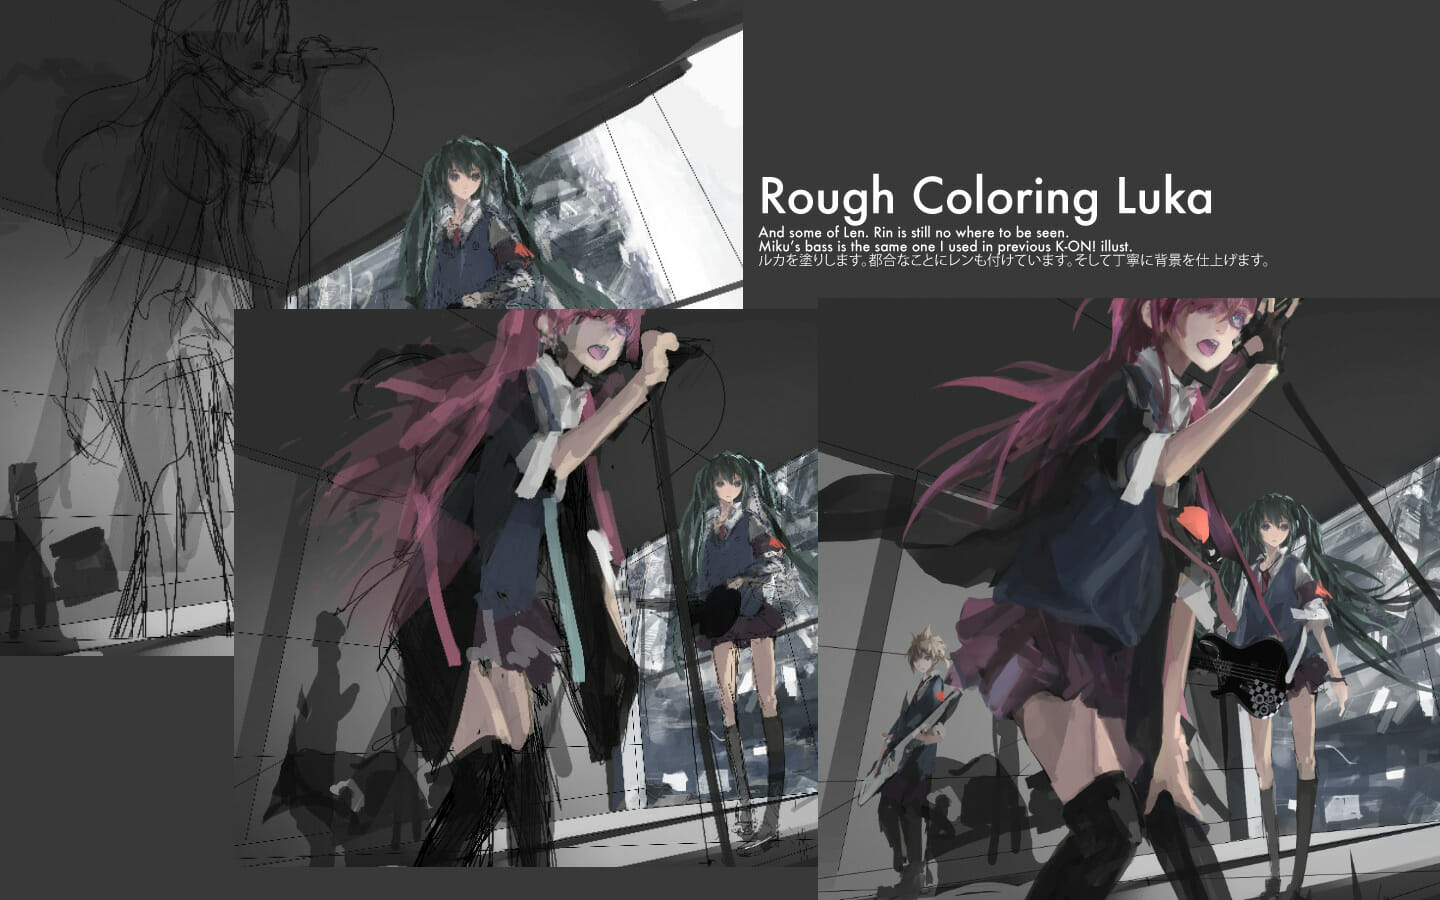 Rough Coloring Luka
And some of Len. Rin is still no where to be seen.
Miku's bass is the same one I used in previous K-ON! illust.
ルカを塗りします。都合なことにレンも付けています。そして丁寧に背景を仕上げます。